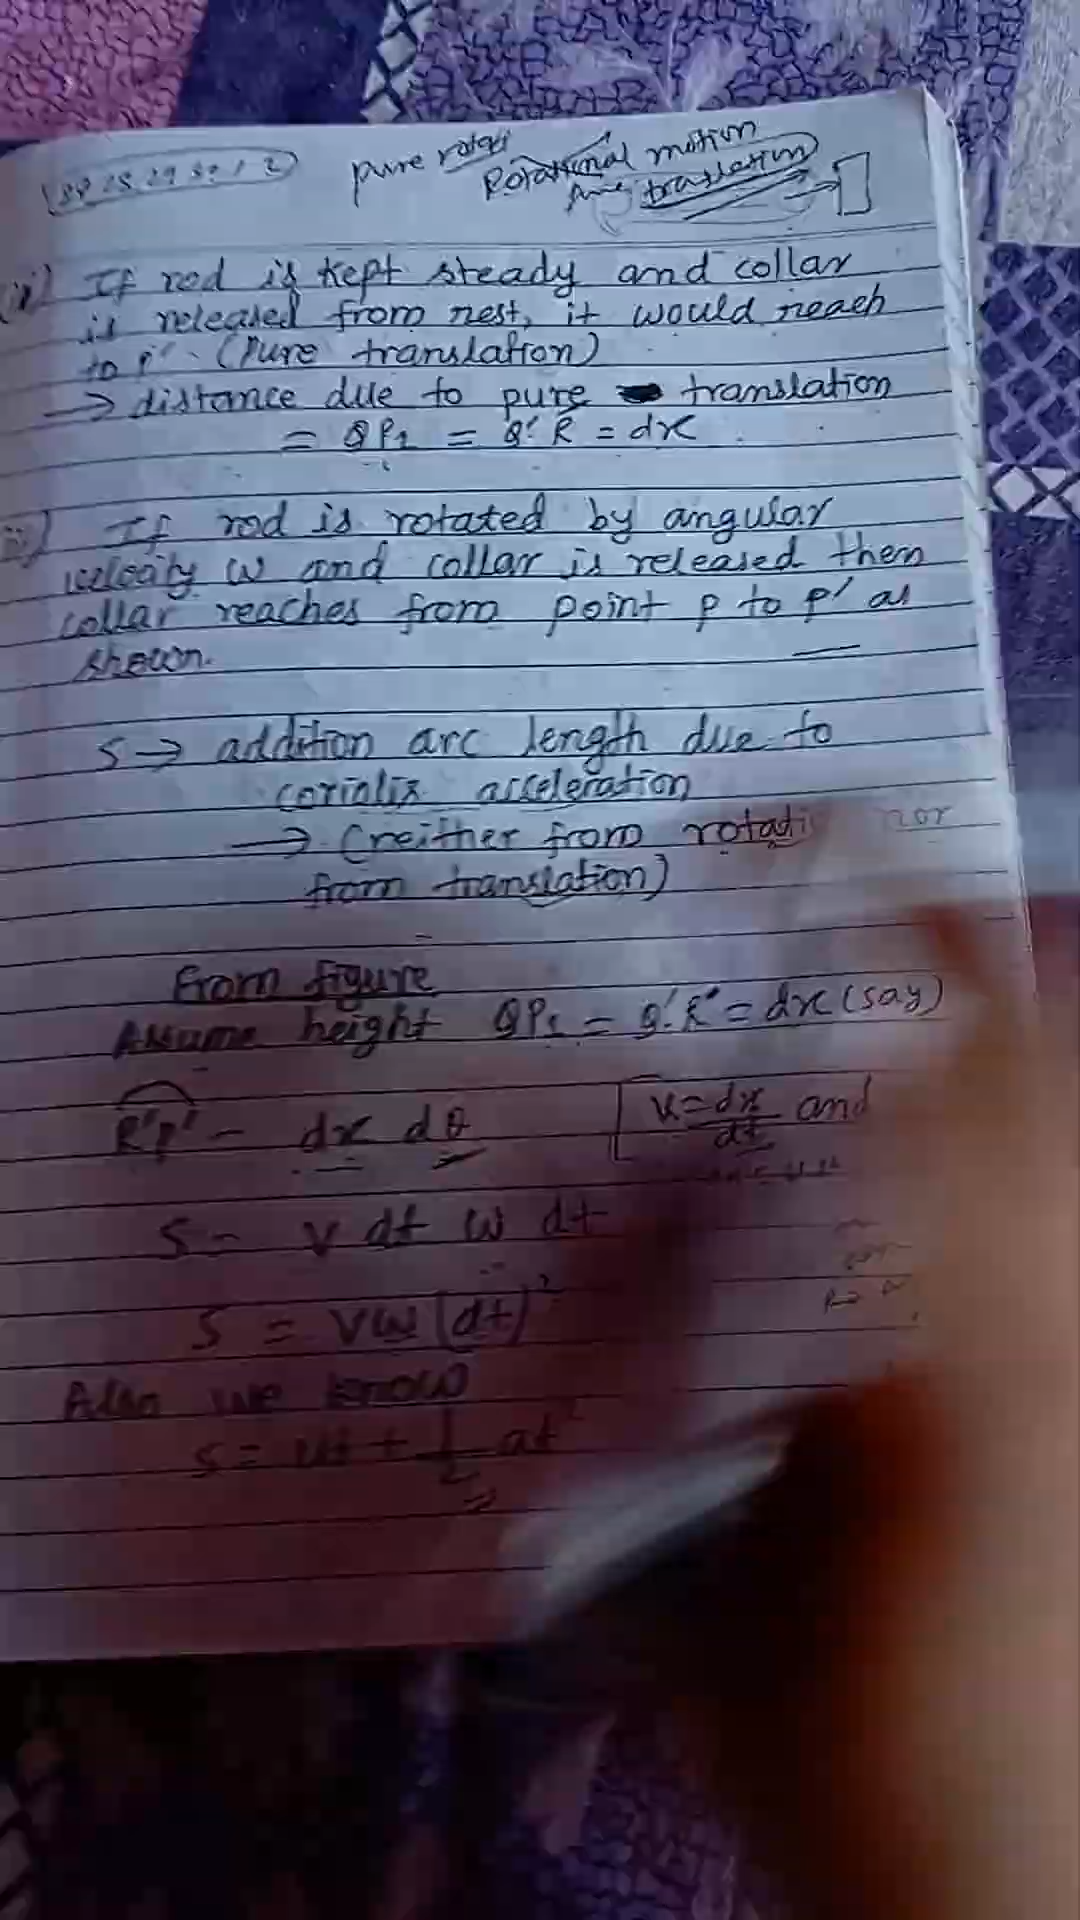 pure
Rotational motion
pure translation
ii) If rod is kept steady and collar
is released from rest, it would reach
to p'. (Pure translation)
→ distance due to pure translation
= QP1 = Q'R = dx
If rod is rotated by angular
velocity ω and collar is released then
collar reaches from point p to p' as
shown.
S → addition arc length due to
coriolix acceleration
→ (neither from rotati nor
from translation)
From figure
Assume height QP1 = Q'R' = dx (say)
R'P' = dx dθ
v = dx/dt and
S = v dt ω dt
S = vω(dt)²
Also we know
S = ut + 1/2 at²